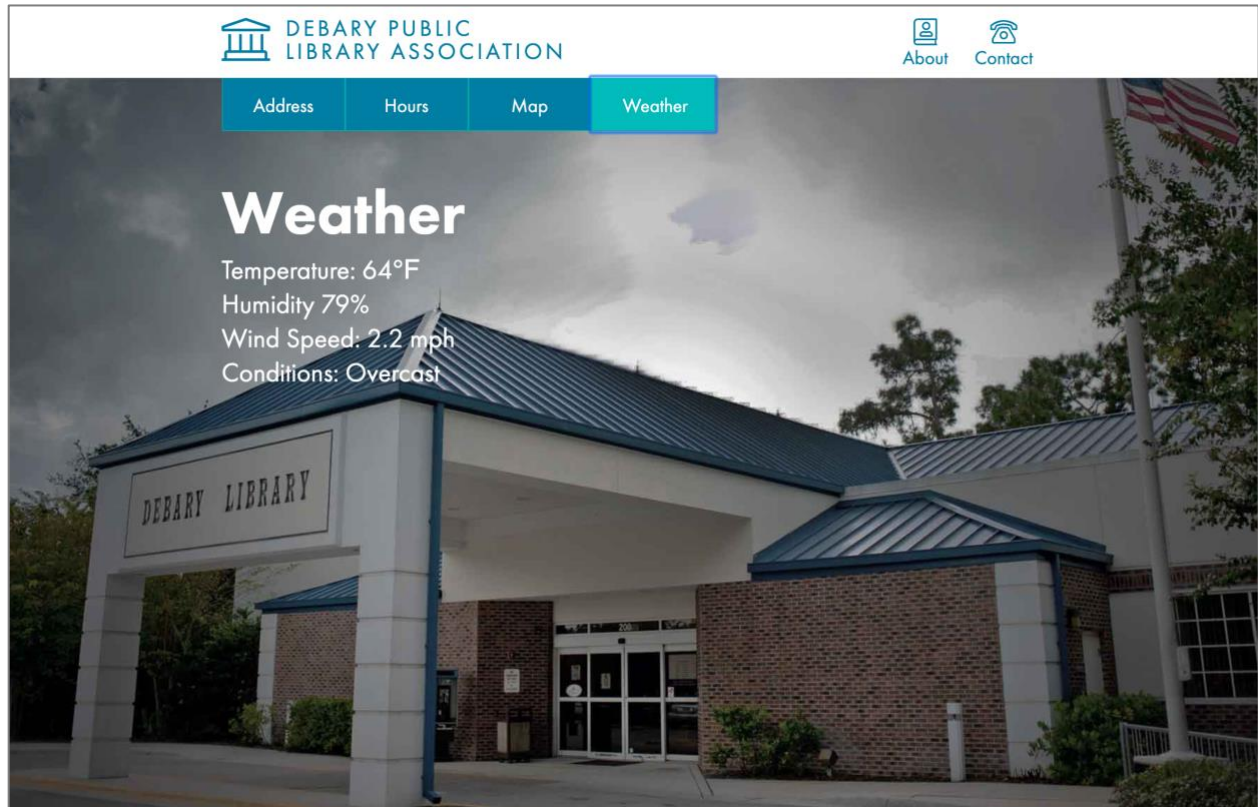 DEBARY PUBLIC
LIBRARY ASSOCIATION
About
Contact
Address
Hours
Map
Weather
Weather
Temperature: 64°F
Humidity 79%
Wind Speed: 2.2 mph
Conditions: Overcast
DEBARY LIBRARY